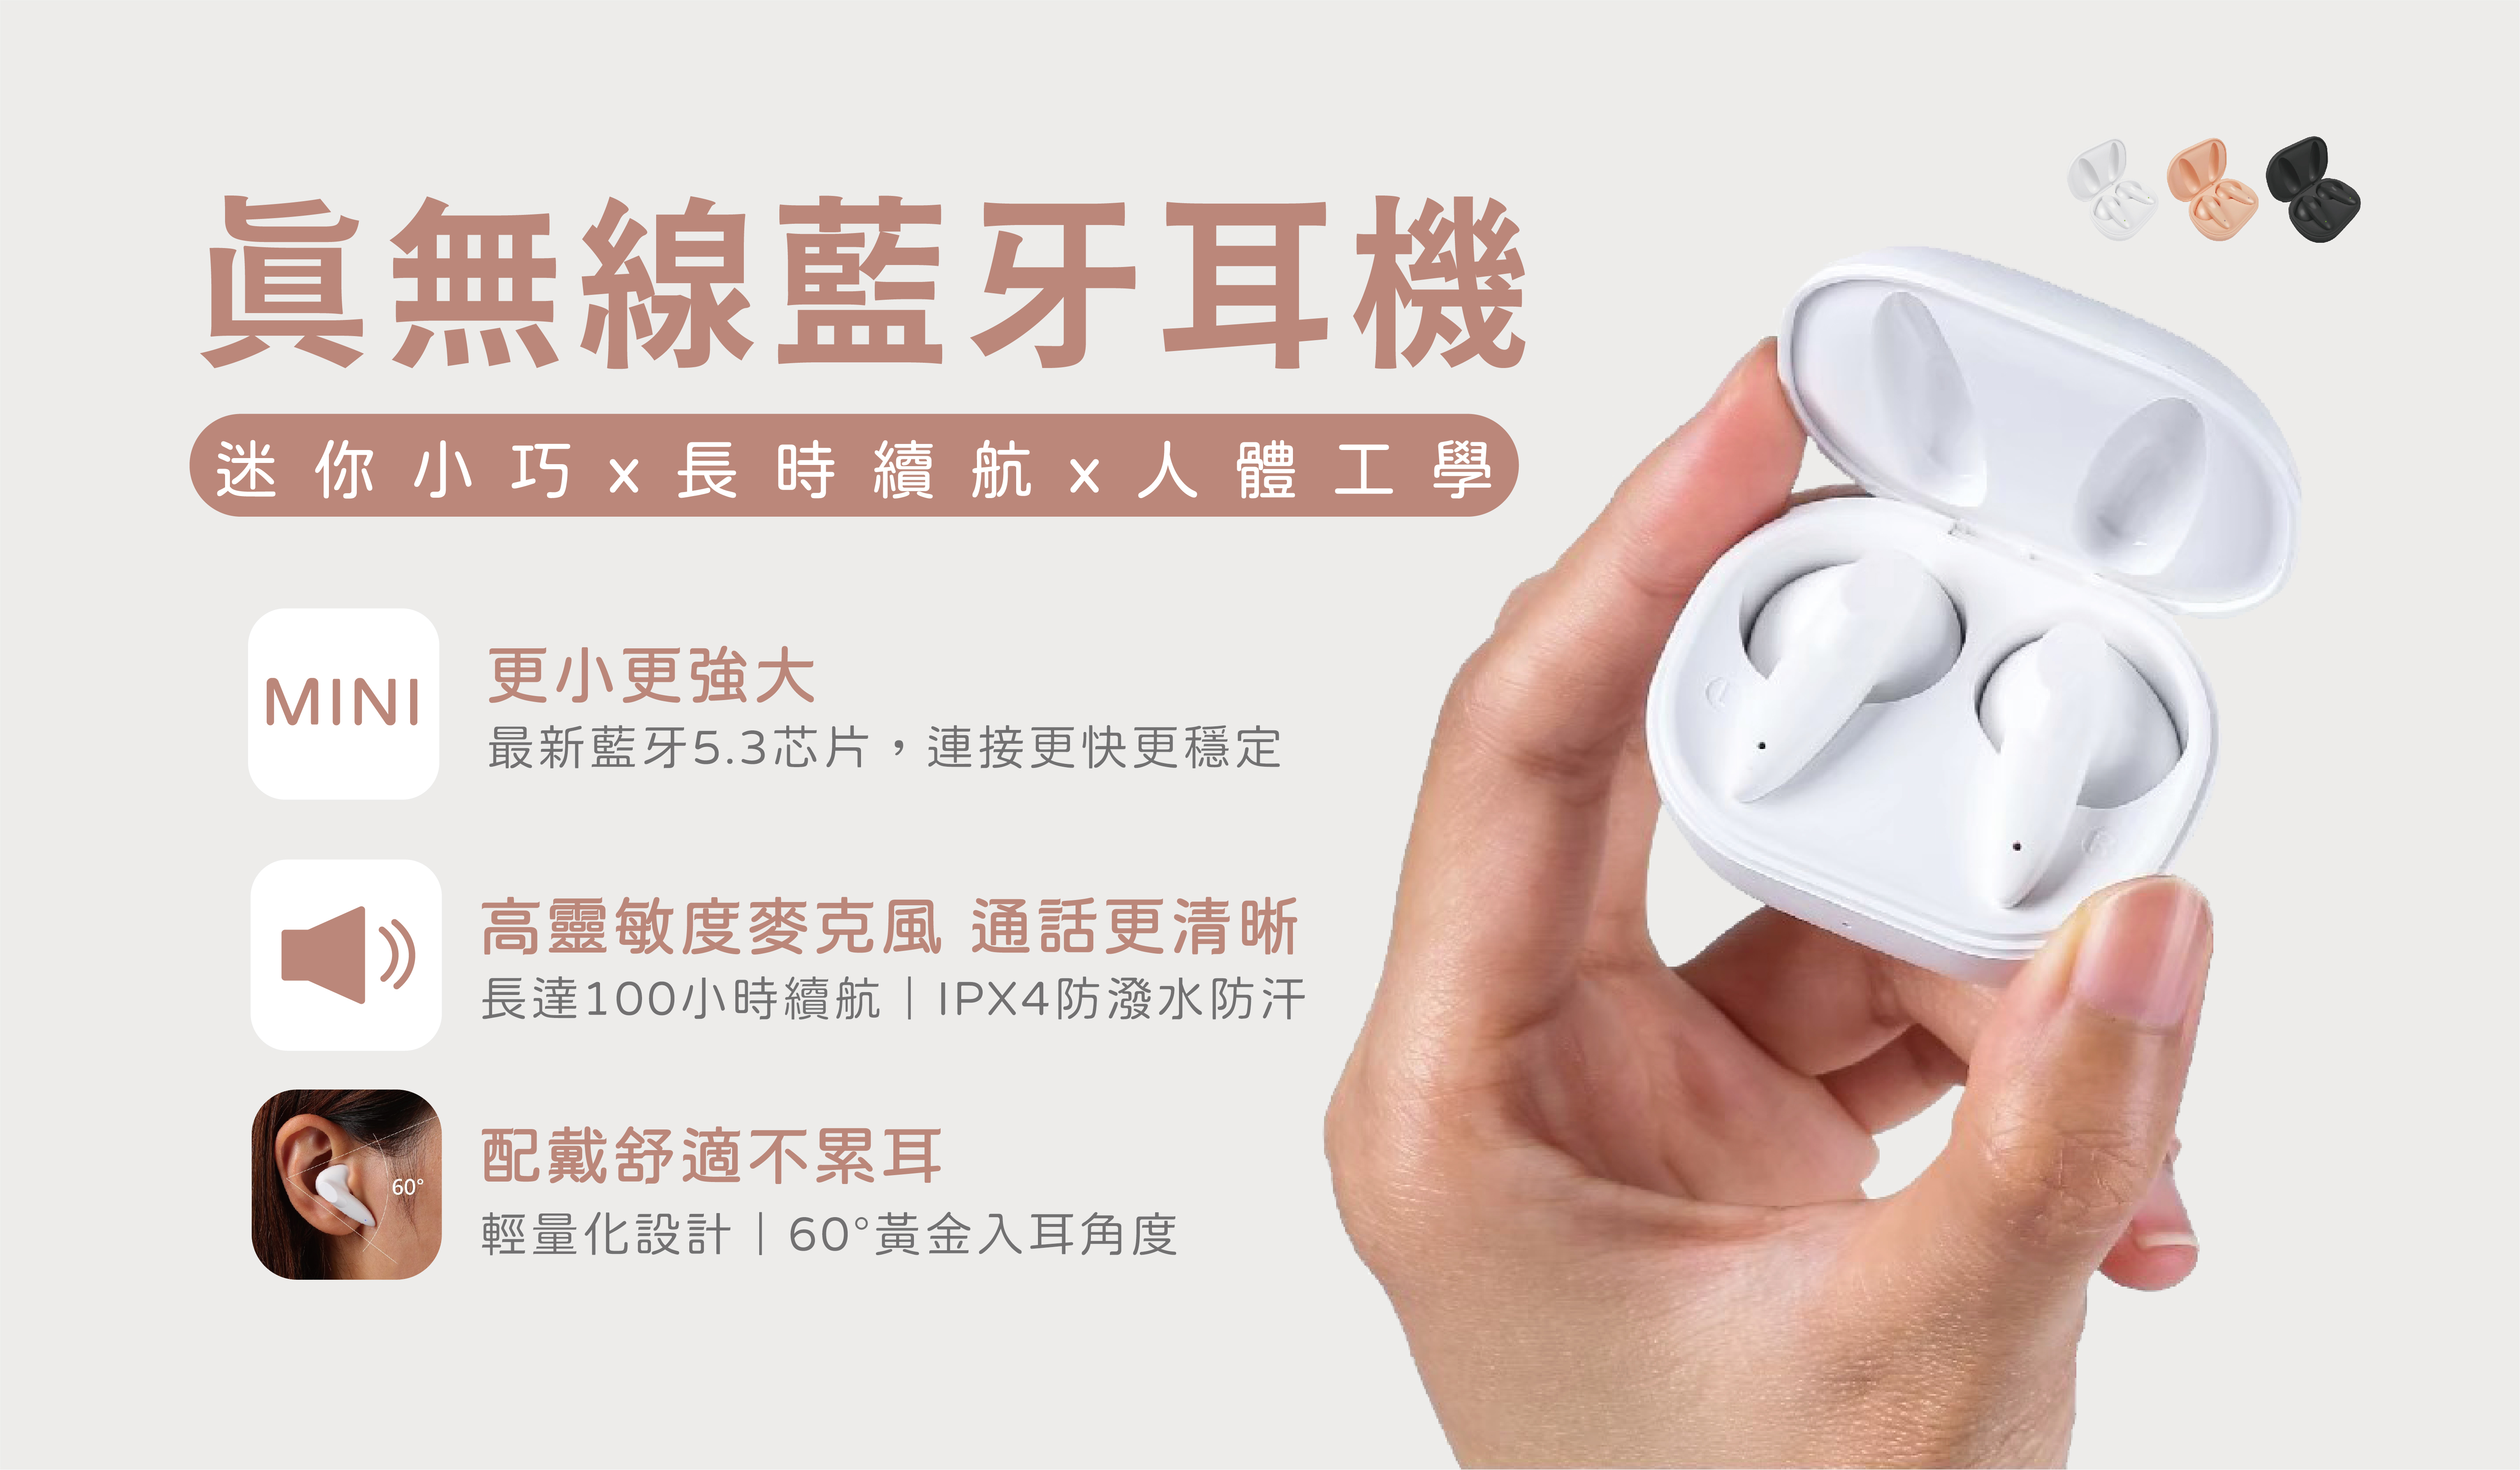 眞無線藍牙耳機
迷你小巧x長時續航x人體工學
MINI
更小更強大
最新藍牙5.3芯片，連接更快更穩定
高靈敏度麥克風 通話更清晰
長達100小時續航｜IPX4防潑水防汗
60°
配戴舒適不累耳
輕量化設計｜60°黃金入耳角度
L
R